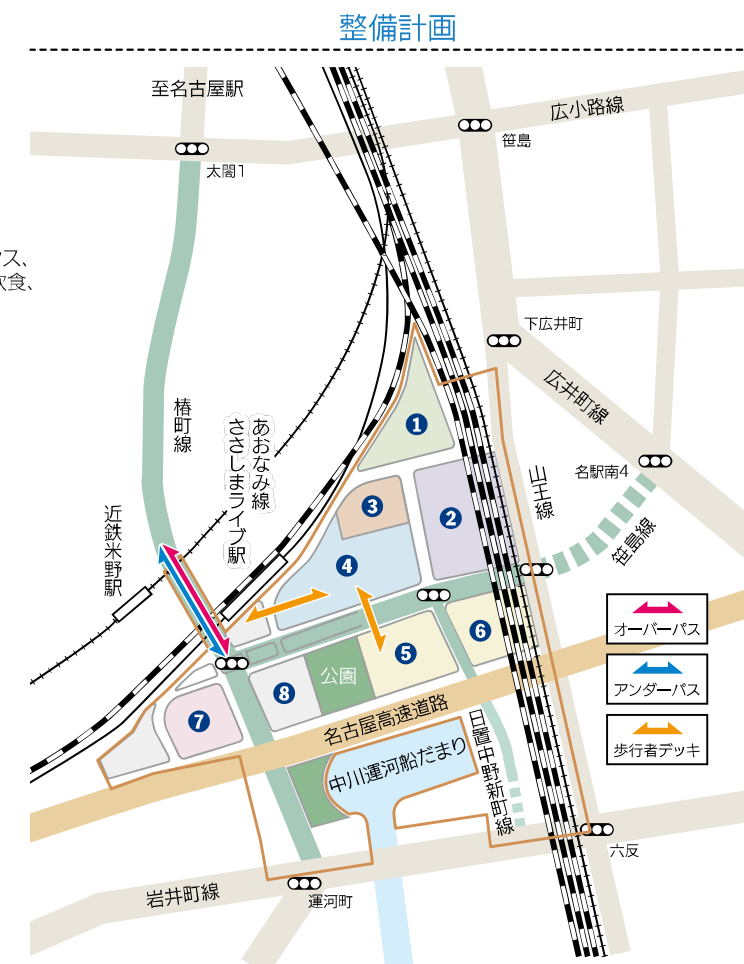 整備計画
至名古屋駅
広小路線
笹島
太閤1
クス、
飲食、
下広井町
広井町線
椿町線
あおなみ線
ささしまライブ駅
1
山王線
名駅南4
3
2
近鉄米野駅
笹島線
4
オーバーパス
6
5
公園
8
アンダーパス
7
名古屋高速道路
日置中野新町線
歩行者デッキ
中川運河船だまり
六反
岩井町線
運河町